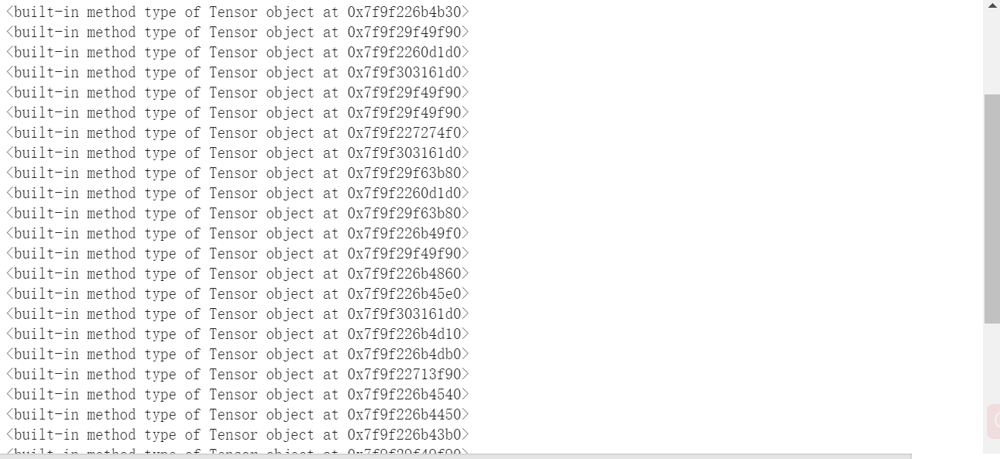 <built-in method type of Tensor object at 0x7f9f226b4b30>
<built-in method type of Tensor object at 0x7f9f29f49f90>
<built-in method type of Tensor object at 0x7f9f2260d1d0>
<built-in method type of Tensor object at 0x7f9f303161d0>
<built-in method type of Tensor object at 0x7f9f29f49f90>
<built-in method type of Tensor object at 0x7f9f29f49f90>
<built-in method type of Tensor object at 0x7f9f227274f0>
<built-in method type of Tensor object at 0x7f9f303161d0>
<built-in method type of Tensor object at 0x7f9f29f63b80>
<built-in method type of Tensor object at 0x7f9f2260d1d0>
<built-in method type of Tensor object at 0x7f9f29f63b80>
<built-in method type of Tensor object at 0x7f9f226b49f0>
<built-in method type of Tensor object at 0x7f9f29f49f90>
<built-in method type of Tensor object at 0x7f9f226b4860>
<built-in method type of Tensor object at 0x7f9f226b45e0>
<built-in method type of Tensor object at 0x7f9f303161d0>
<built-in method type of Tensor object at 0x7f9f226b4d10>
<built-in method type of Tensor object at 0x7f9f226b4db0>
<built-in method type of Tensor object at 0x7f9f22713f90>
<built-in method type of Tensor object at 0x7f9f226b4540>
<built-in method type of Tensor object at 0x7f9f226b4450>
<built-in method type of Tensor object at 0x7f9f226b43b0>
<built-in method type of Tensor object at 0x7f9f29f49f90>